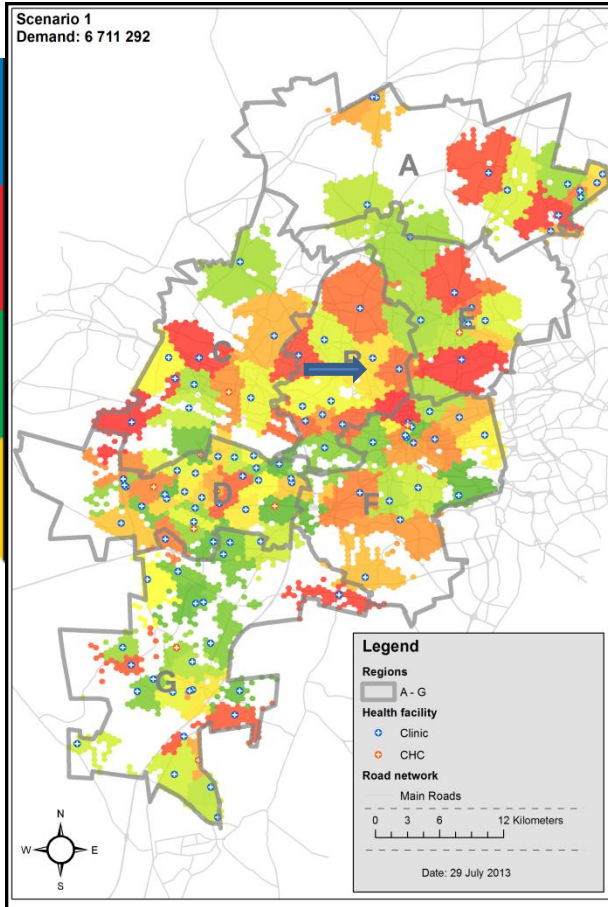 Scenario 1
Demand: 6 711 292
A
C
B
E
D
F
G
Legend
Regions
A - G
Health facility
Clinic
CHC
Road network
Main Roads
0 3 6 12 Kilometers
Date: 29 July 2013
N
W E
S